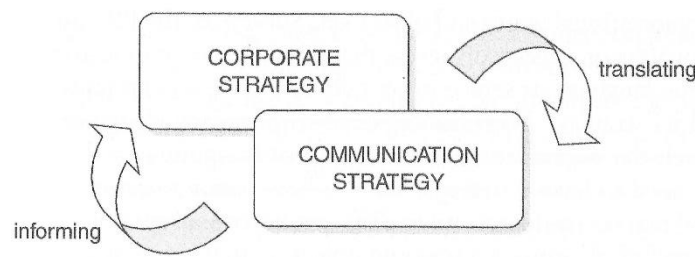 CORPORATE
STRATEGY
translating
COMMUNICATION
STRATEGY
informing